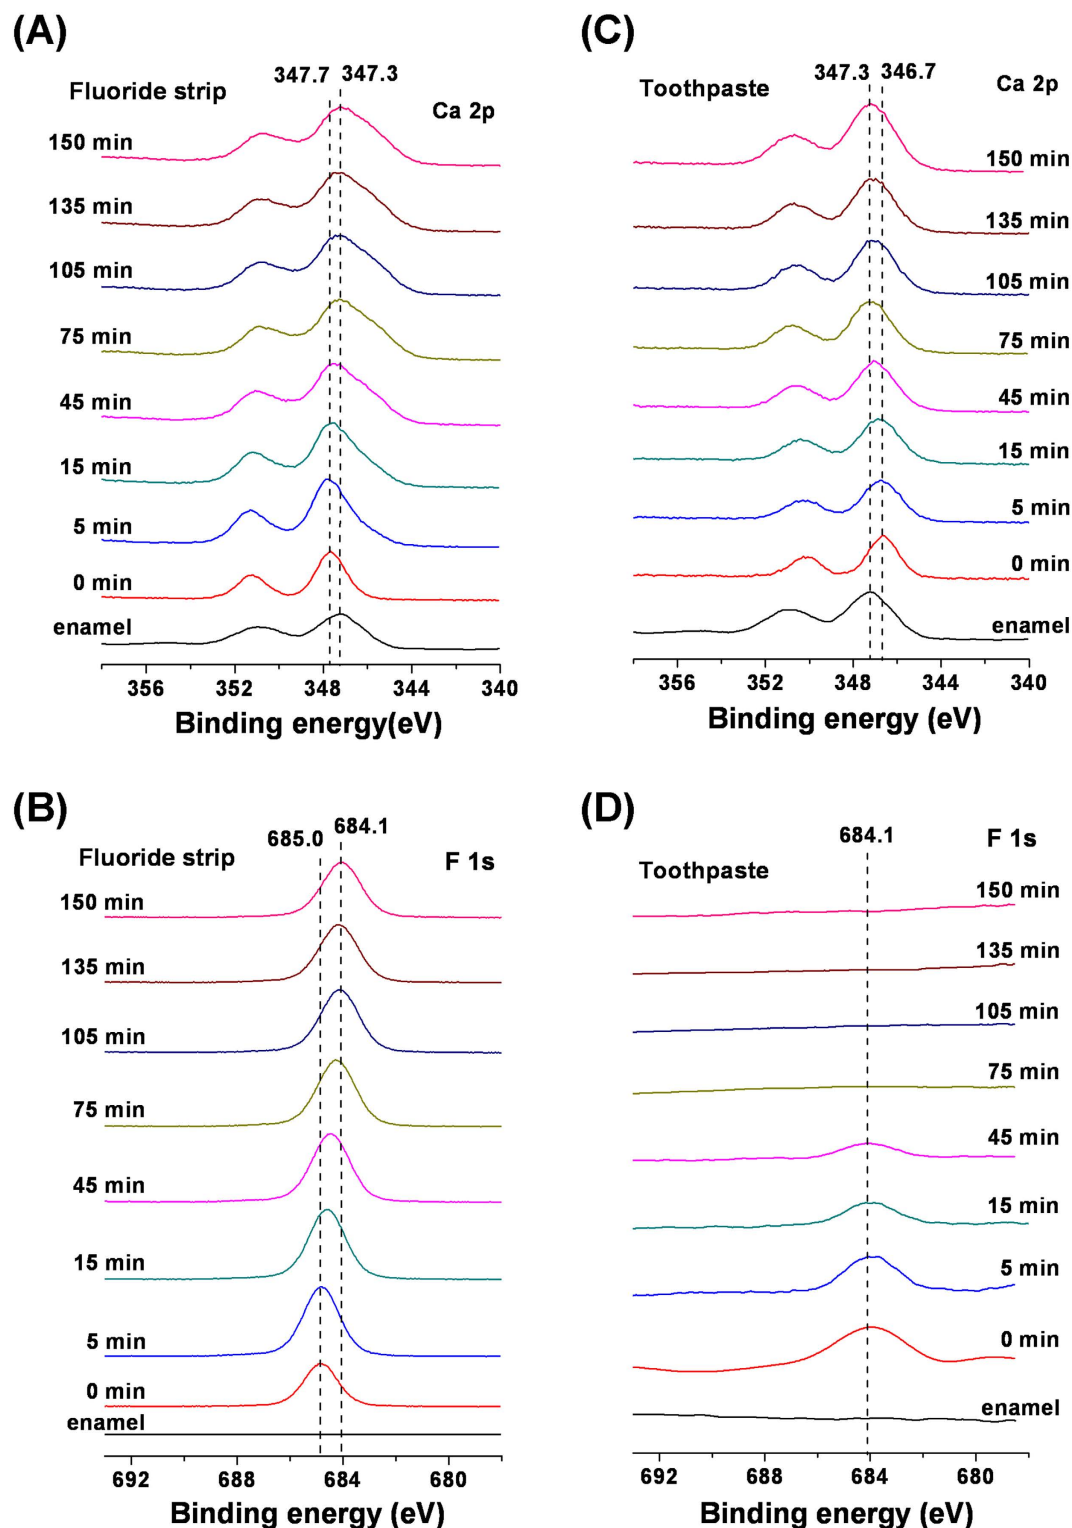 (A)
347.7 347.3
Fluoride strip
Ca 2p
150 min
135 min
105 min
75 min
45 min
15 min
5 min
0 min
enamel
356 352 348 344 340
Binding energy(eV)
(C)
347.3 346.7
Toothpaste
Ca 2p
150 min
135 min
105 min
75 min
45 min
15 min
5 min
0 min
enamel
356 352 348 344 340
Binding energy (eV)
(B)
685.0 684.1
Fluoride strip
F 1s
150 min
135 min
105 min
75 min
45 min
15 min
5 min
0 min
enamel
692 688 684 680
Binding energy (eV)
(D)
684.1
F 1s
Toothpaste
150 min
135 min
105 min
75 min
45 min
15 min
5 min
0 min
enamel
692 688 684 680
Binding energy (eV)